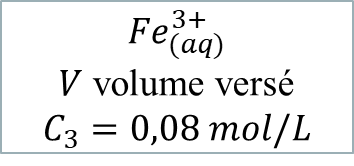 Fe³⁺₍aq₎
V volume versé
C₃ = 0,08 mol/L